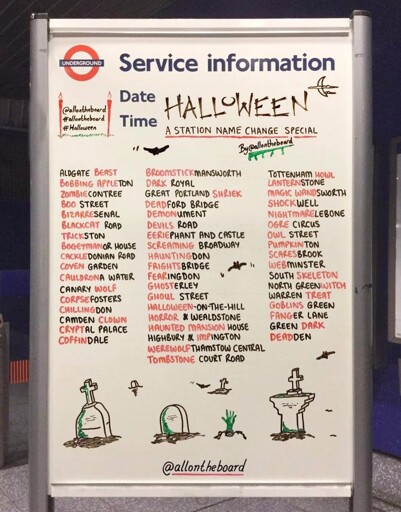 UNDERGROUND
Service information
@allontheboard
#allontheboard
#Halloween
Date
Time
HALLOWEEN
A STATION NAME CHANGE SPECIAL
By @allontheboard
ALDGATE BEAST
BOBBING APPLETON
ZOMBIECONTREE
BOO STREET
BIZARRESENAL
BLACKCAT ROAD
TRICKSTON
BOGEYMANOR HOUSE
CACKLEDONIAN ROAD
COVEN GARDEN
CAULDRONA WATER
CANARY WOLF
CORPSEFOSTERS
CHILLINGDON
CAMDEN CLOWN
CRYPTAL PALACE
COFFINDALE
BROOMSTICKMANSWORTH
DARK ROYAL
GREAT PORTLAND SHRIEK
DEADFORD BRIDGE
DEMONUMENT
DEVILS ROAD
EERIEPHANT AND CASTLE
SCREAMING BROADWAY
HAUNTINGDON
FRIGHTSBRIDGE
FEARINGDON
GHOSTERLEY
GHOUL STREET
HALLOWEEN-ON-THE-HILL
HORROR & WEALDSTONE
HAUNTED MANSION HOUSE
HIGHBURY & IMPINGTON
WEREWOLFTHAMSTOW CENTRAL
TOMBSTONE COURT ROAD
TOTTENHAM HOWL
LANTERNSTONE
MAGIC WANDSWORTH
SHOCKWELL
NIGHTMARELEBONE
OGRE CIRCUS
OWL STREET
PUMPKINTON
SCARESBROOK
WEBMINSTER
SOUTH SKELETON
NORTH GREENWITCH
WARREN TREAT
GOBLINS GREEN
FANGER LANE
GREEN DARK
DEADDEN
@allontheboard